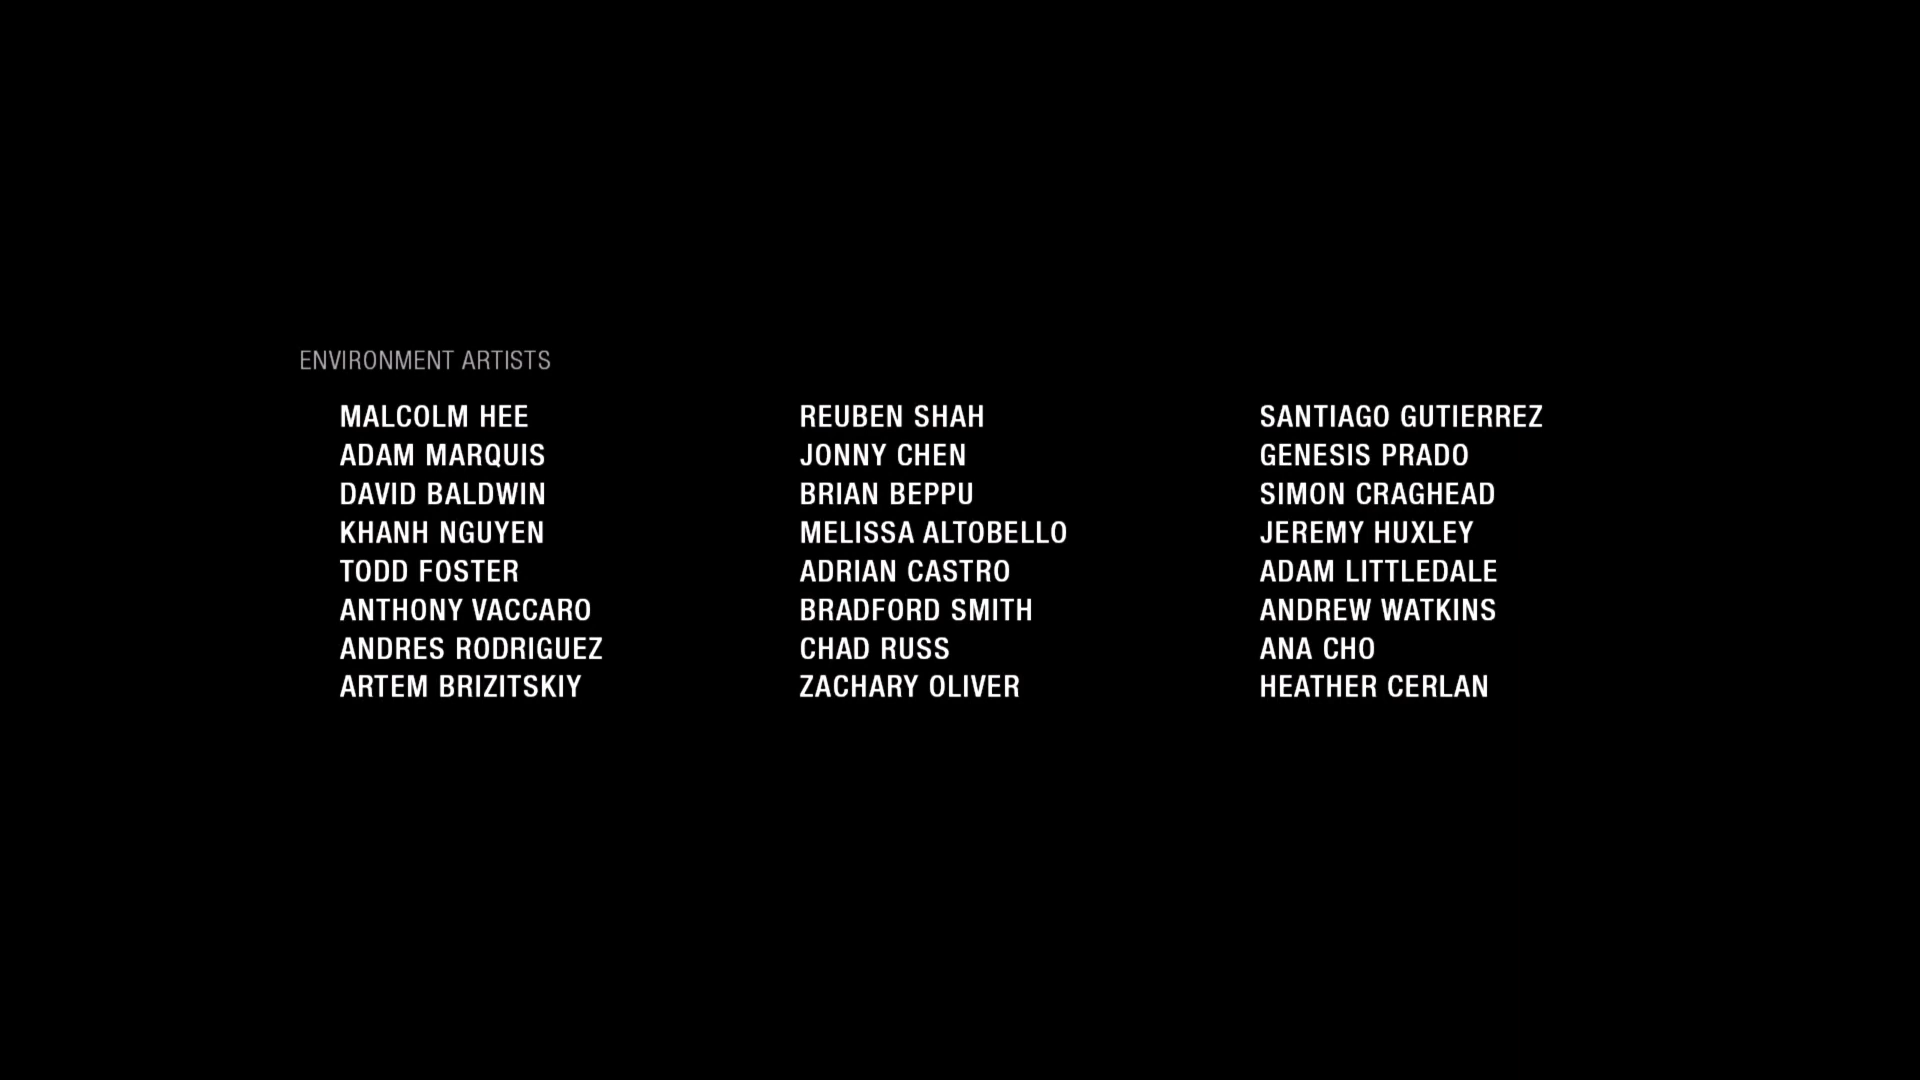 ENVIRONMENT ARTISTS
MALCOLM HEE
ADAM MARQUIS
DAVID BALDWIN
KHANH NGUYEN
TODD FOSTER
ANTHONY VACCARO
ANDRES RODRIGUEZ
ARTEM BRIZITSKIY
REUBEN SHAH
JONNY CHEN
BRIAN BEPPU
MELISSA ALTOBELLO
ADRIAN CASTRO
BRADFORD SMITH
CHAD RUSS
ZACHARY OLIVER
SANTIAGO GUTIERREZ
GENESIS PRADO
SIMON CRAGHEAD
JEREMY HUXLEY
ADAM LITTLEDALE
ANDREW WATKINS
ANA CHO
HEATHER CERLAN